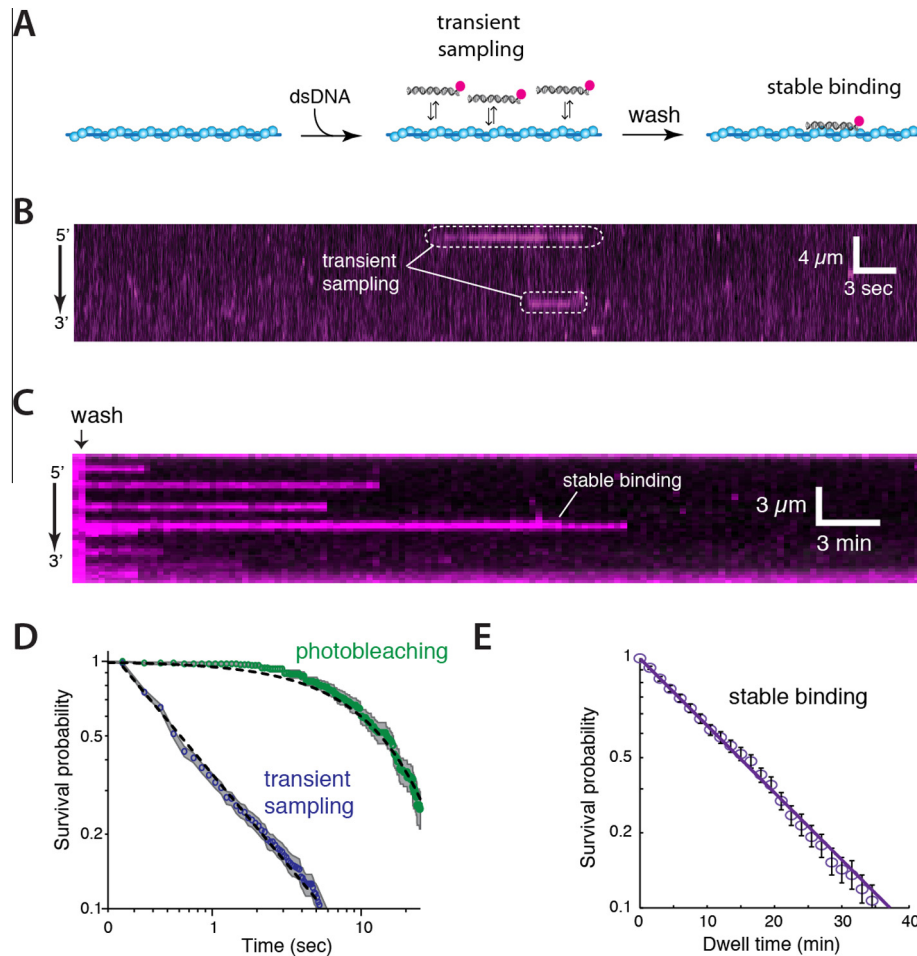 A
transient
sampling
dsDNA
stable binding
wash
B
5'
3'
transient
sampling
4 μm
3 sec
C
wash
5'
3'
stable binding
3 μm
3 min
D
photobleaching
transient
sampling
Survival probability
1
0.5
0.2
0.1
0
1
10
Time (sec)
E
stable binding
Survival probability
1
0.5
0.2
0.1
0
10
20
30
40
Dwell time (min)